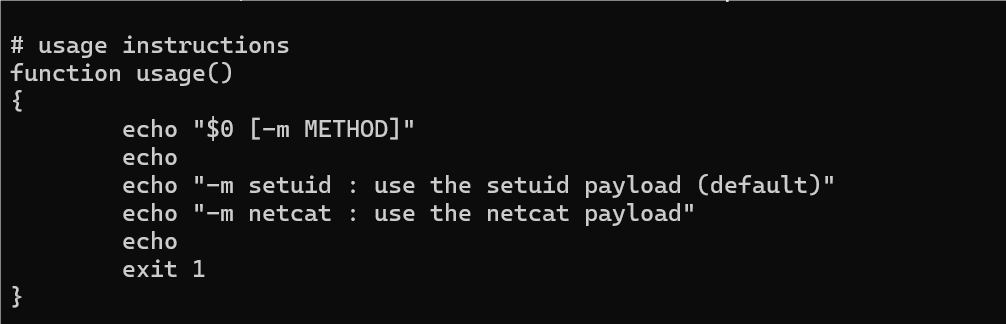 # usage instructions
function usage()
{
        echo "$0 [-m METHOD]"
        echo
        echo "-m setuid : use the setuid payload (default)"
        echo "-m netcat : use the netcat payload"
        echo
        exit 1
}